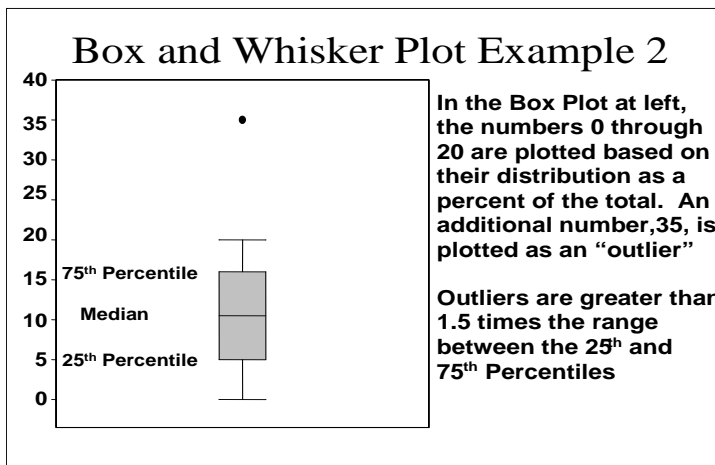 Box and Whisker Plot Example 2
40
35
30
25
20
15
10
5
0
75th Percentile
Median
25th Percentile
In the Box Plot at left,
the numbers 0 through
20 are plotted based on
their distribution as a
percent of the total. An
additional number,35, is
plotted as an “outlier”
Outliers are greater than
1.5 times the range
between the 25th and
75th Percentiles